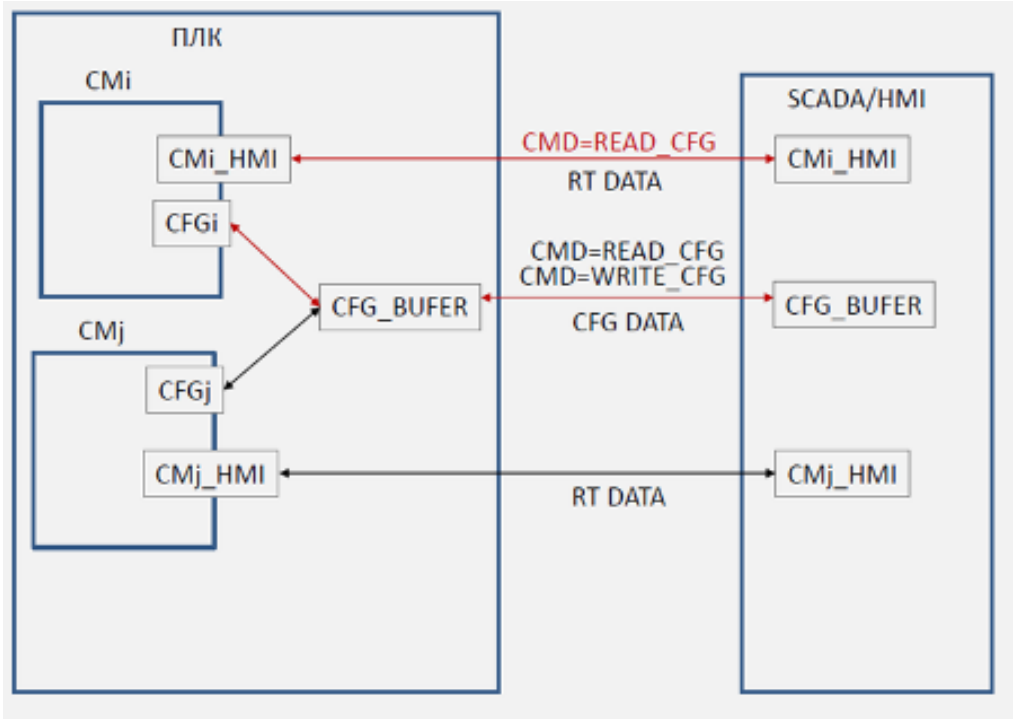 ПЛК
CMi
SCADA/HMI
CMi_HMI
CMD=READ_CFG
CMi_HMI
RT DATA
CFGi
CMD=READ_CFG
CMD=WRITE_CFG
CFG_BUFER
CFG_BUFER
CFG DATA
CMj
CFGj
CMj_HMI
CMj_HMI
RT DATA